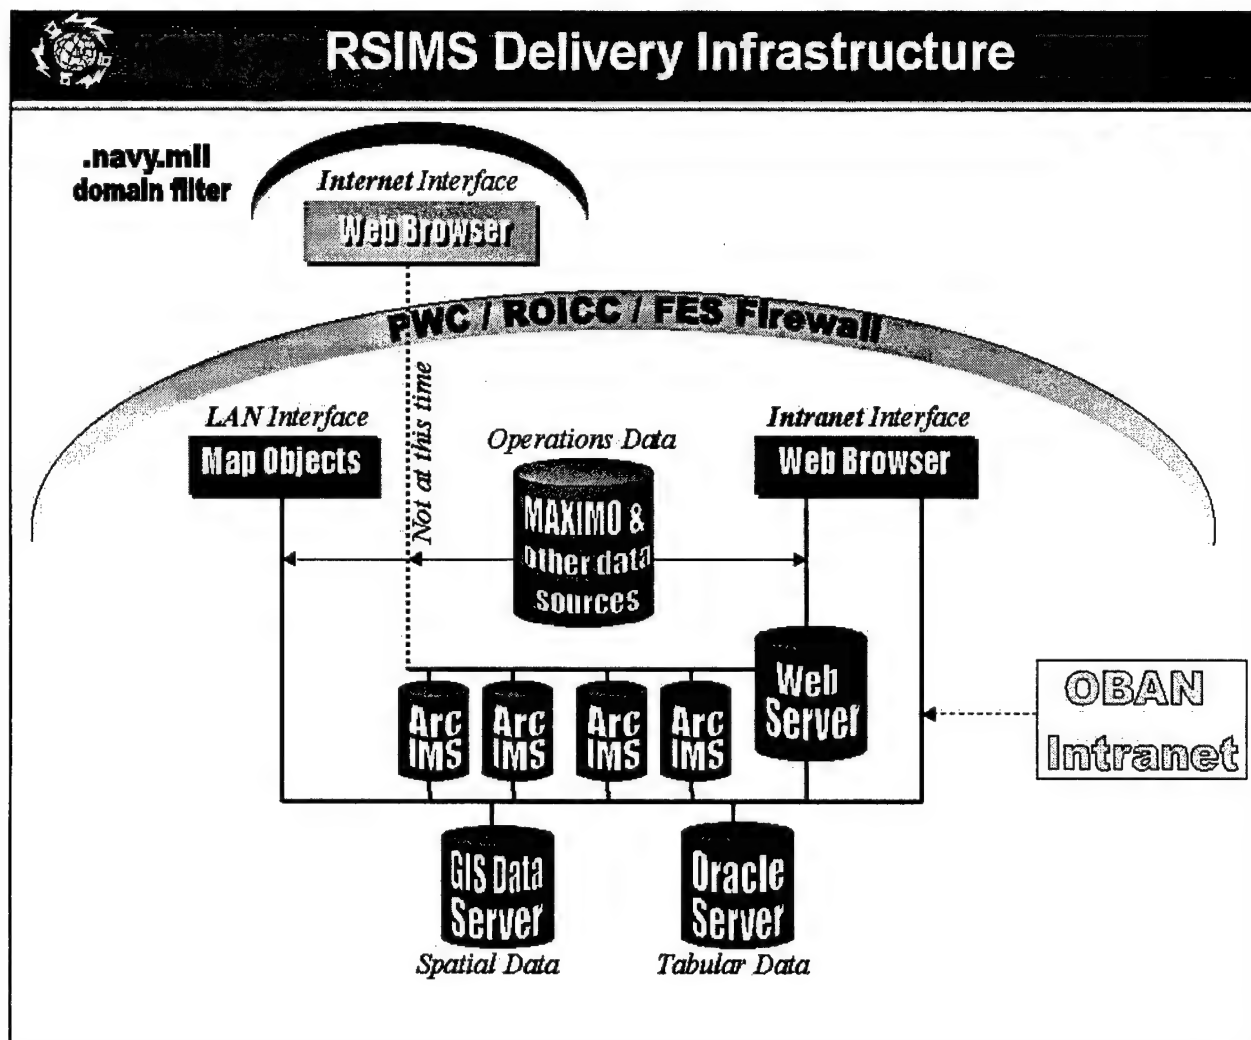 RSIMS Delivery Infrastructure
.navy.mil
domain filter
Internet Interface
Web Browser
PWC / ROICC / FES Firewall
Not at this time
LAN Interface
Map Objects
Operations Data
MAXIMO &
other data
sources
Intranet Interface
Web Browser
Arc
IMS
Arc
IMS
Arc
IMS
Arc
IMS
Web
Server
OBAN
Intranet
GIS Data
Server
Spatial Data
Oracle
Server
Tabular Data